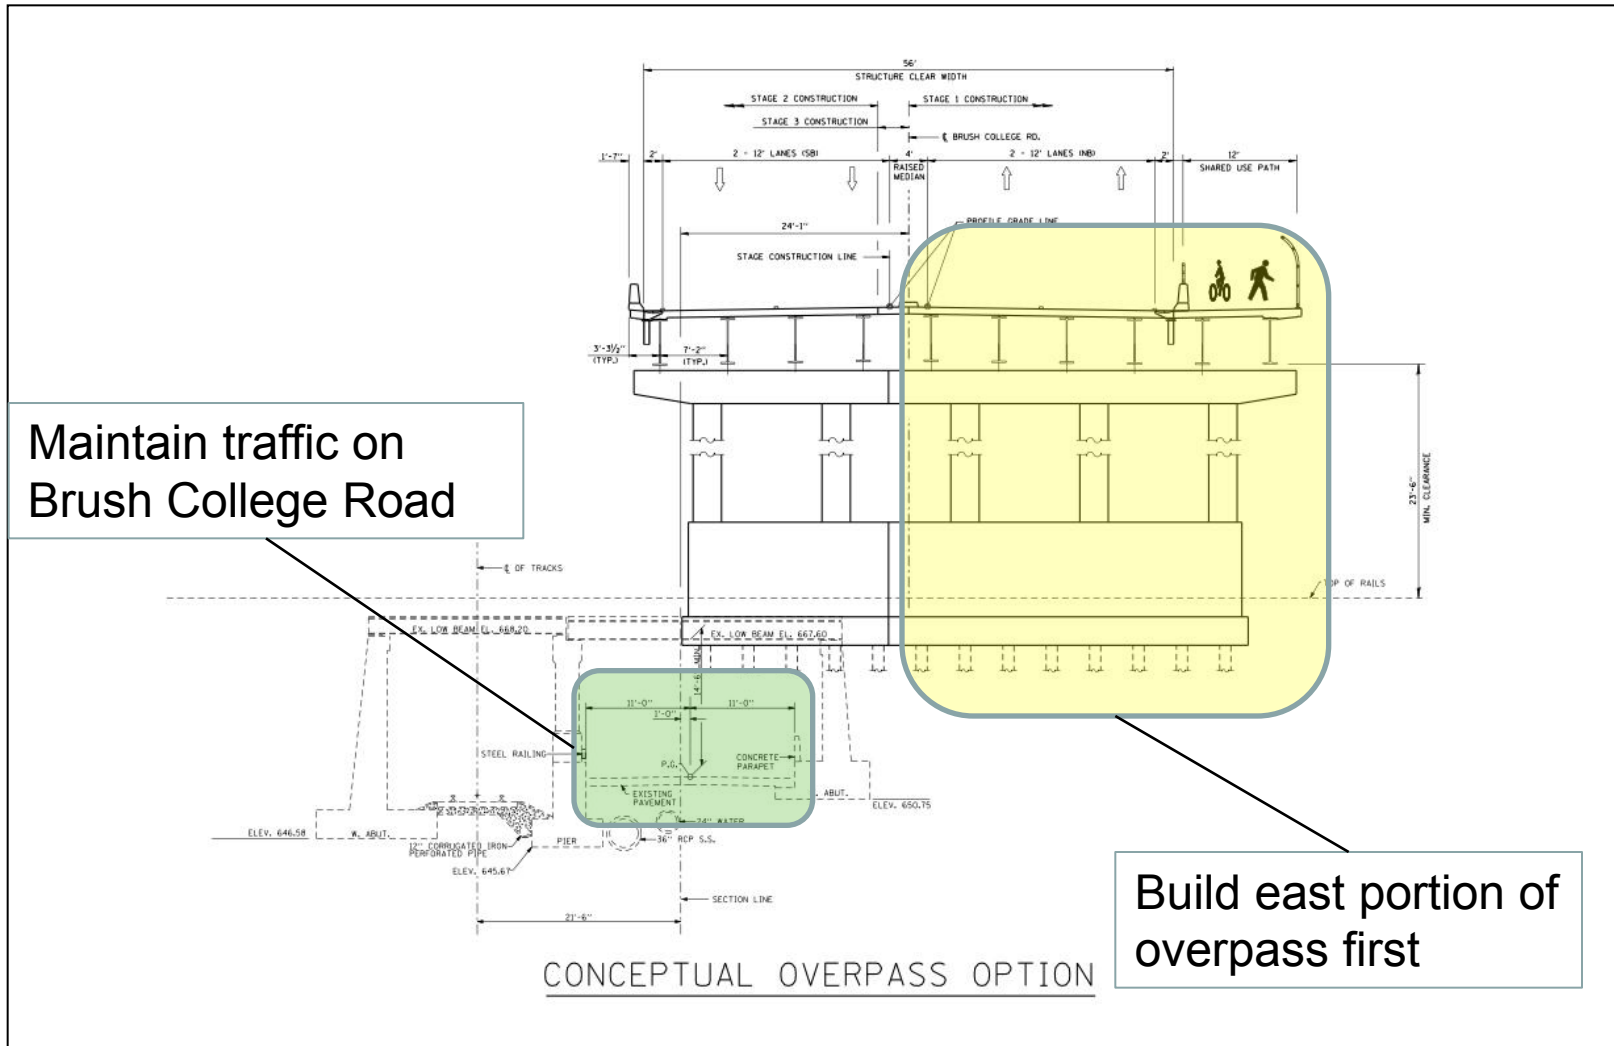 56'
STRUCTURE CLEAR WIDTH
STAGE 2 CONSTRUCTION
STAGE 1 CONSTRUCTION
STAGE 3 CONSTRUCTION
℄ BRUSH COLLEGE RD.
1'-7"
2'
2 - 12' LANES (SB)
4'
RAISED
MEDIAN
2 - 12' LANES (NB)
2'
12'
SHARED USE PATH
24'-1"
PROFILE GRADE LINE
STAGE CONSTRUCTION LINE
3'-3½"
(TYP.)
7'-2"
(TYP.)
23'-6"
MIN. CLEARANCE
Maintain traffic on
Brush College Road
℄ OF TRACKS
TOP OF RAILS
EX. LOW BEAM EL. 668.20
EX. LOW BEAM EL. 667.60
14'-6" MIN.
11'-0"
11'-0"
1'-0"
STEEL RAILING
P.G.
CONCRETE
PARAPET
EXISTING
PAVEMENT
. ABUT.
ELEV. 650.75
24" WATER
ELEV. 646.58
W. ABUT.
12" CORRUGATED IRON
PERFORATED PIPE
PIER
36" RCP S.S.
ELEV. 645.67
SECTION LINE
21'-6"
Build east portion of
overpass first
CONCEPTUAL OVERPASS OPTION